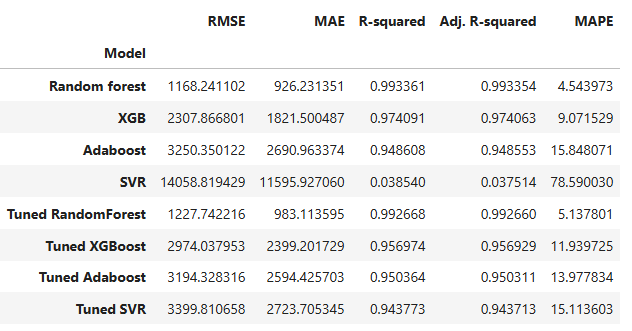 RMSE MAE R-squared Adj. R-squared MAPE
Model
Random forest 1168.241102 926.231351 0.993361 0.993354 4.543973
XGB 2307.866801 1821.500487 0.974091 0.974063 9.071529
Adaboost 3250.350122 2690.963374 0.948608 0.948553 15.848071
SVR 14058.819429 11595.927060 0.038540 0.037514 78.590030
Tuned RandomForest 1227.742216 983.113595 0.992668 0.992660 5.137801
Tuned XGBoost 2974.037953 2399.201729 0.956974 0.956929 11.939725
Tuned Adaboost 3194.328316 2594.425703 0.950364 0.950311 13.977834
Tuned SVR 3399.810658 2723.705345 0.943773 0.943713 15.113603